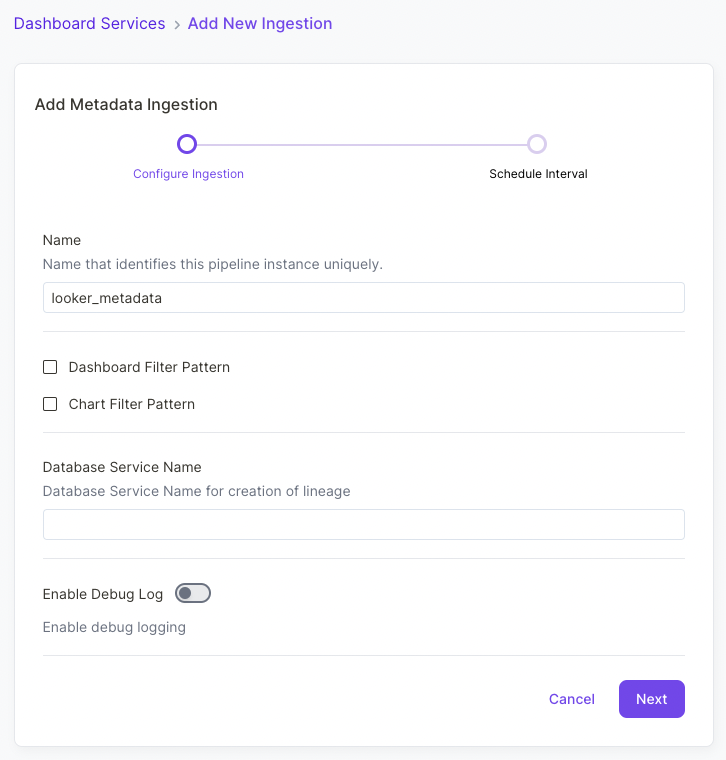 Dashboard Services > Add New Ingestion
Add Metadata Ingestion
Configure Ingestion
Schedule Interval
Name
Name that identifies this pipeline instance uniquely.
looker_metadata
Dashboard Filter Pattern
Chart Filter Pattern
Database Service Name
Database Service Name for creation of lineage
Enable Debug Log
Enable debug logging
Cancel Next